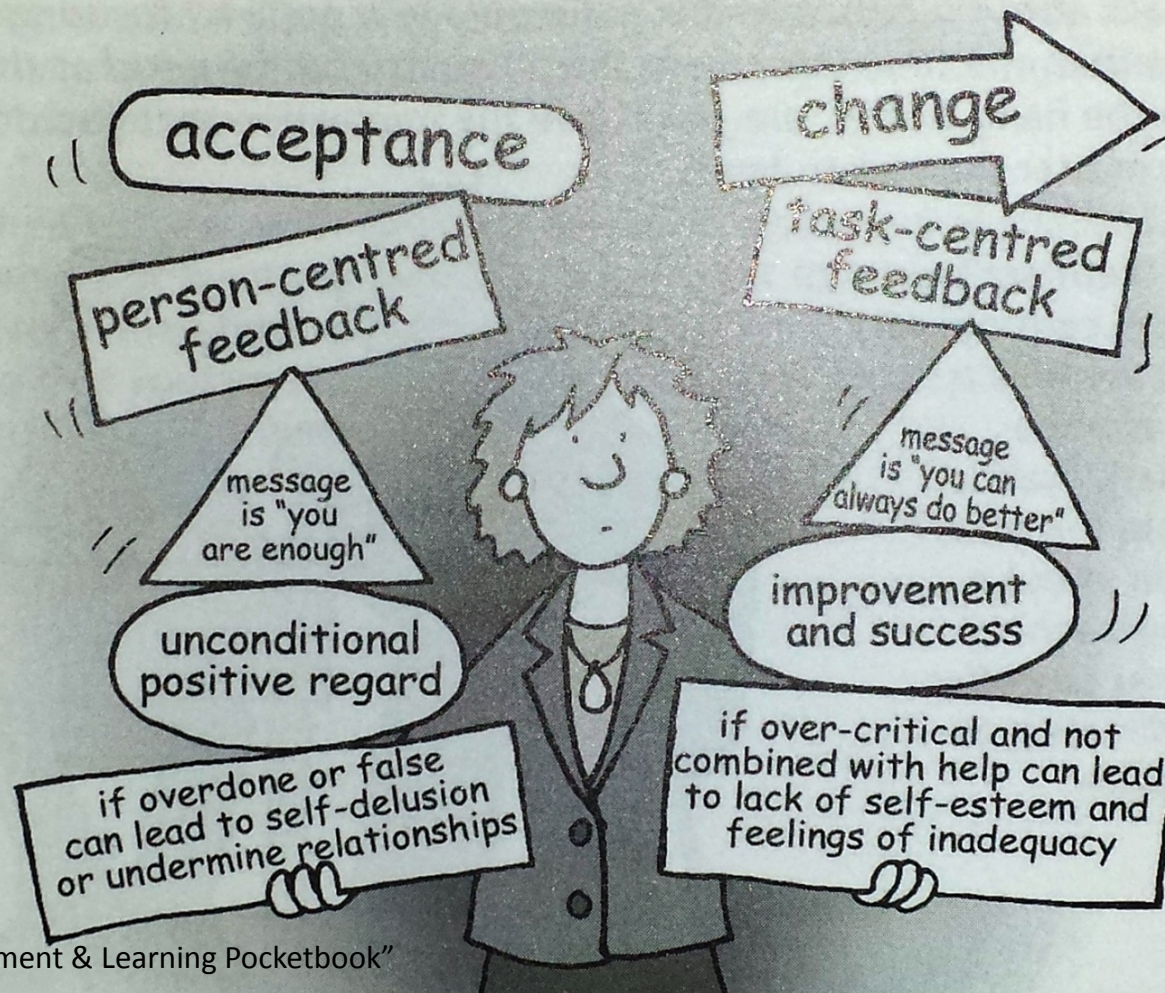 acceptance
person-centred
feedback
message
is "you
are enough"
unconditional
positive regard
if overdone or false
can lead to self-delusion
or undermine relationships
change
task-centred
feedback
message
is "you can
always do better"
improvement
and success
if over-critical and not
combined with help can lead
to lack of self-esteem and
feelings of inadequacy
ment & Learning Pocketbook”